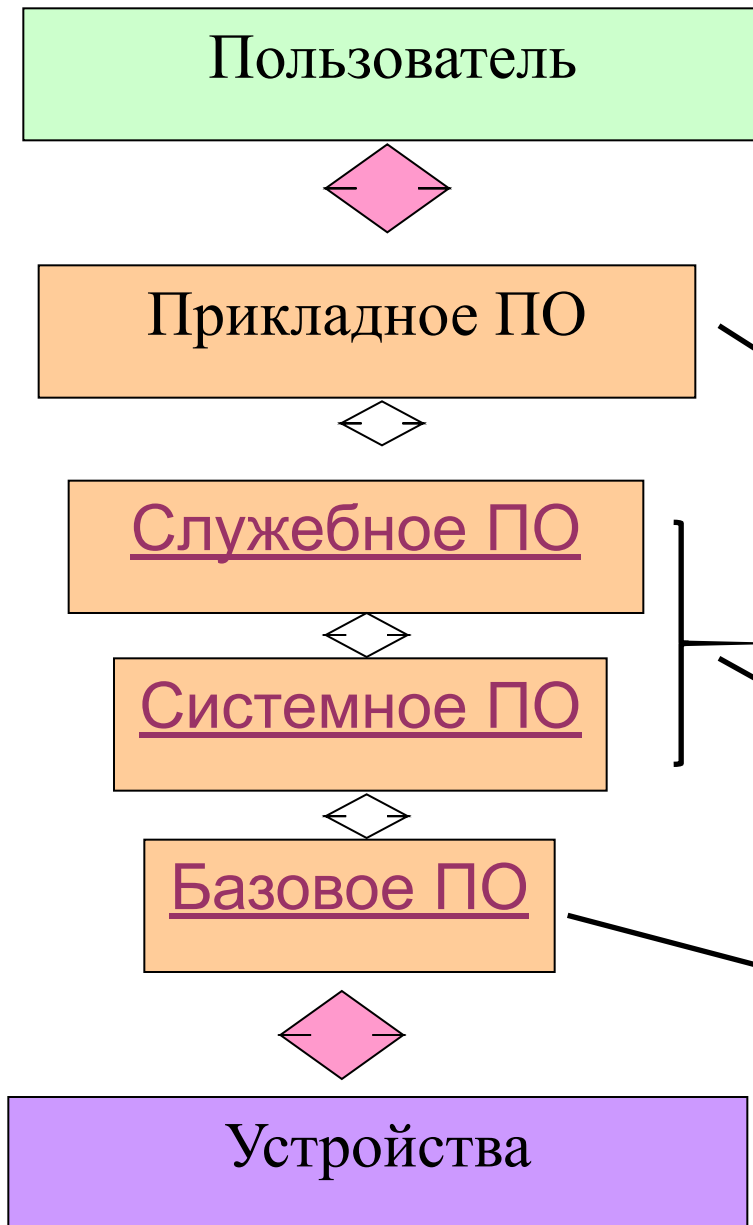 Пользователь
Прикладное ПО
Служебное ПО
Системное ПО
Базовое ПО
Устройства